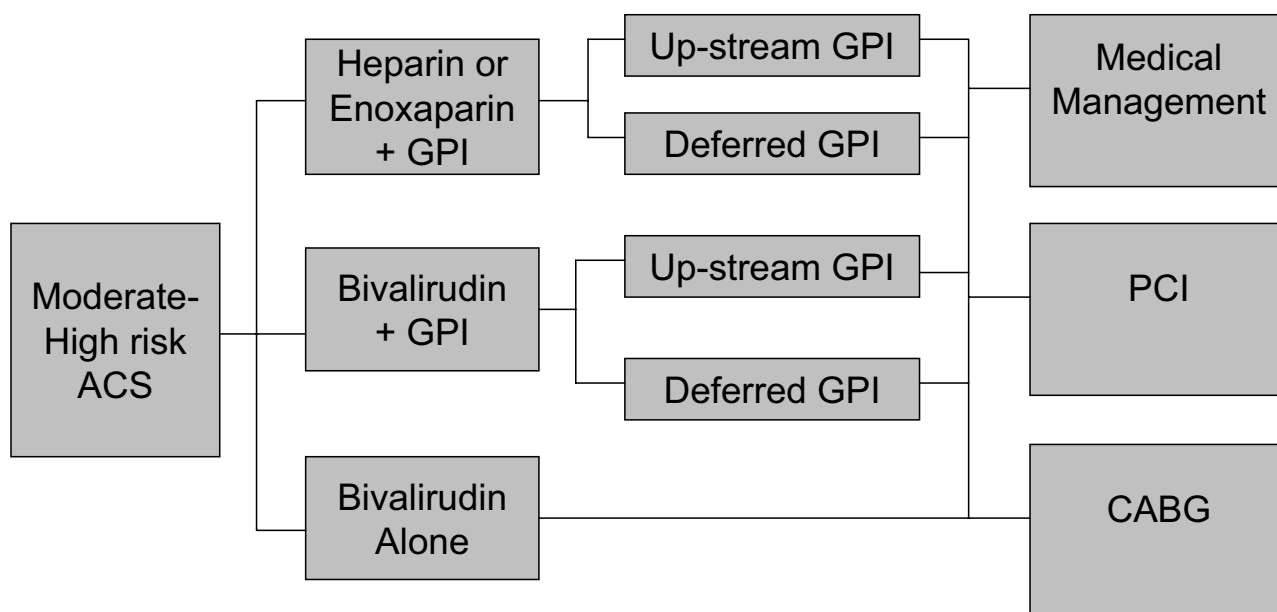 Moderate-
High risk
ACS
Heparin or
Enoxaparin
+ GPI
Bivalirudin
+ GPI
Bivalirudin
Alone
Up-stream GPI
Deferred GPI
Up-stream GPI
Deferred GPI
Medical
Management
PCI
CABG